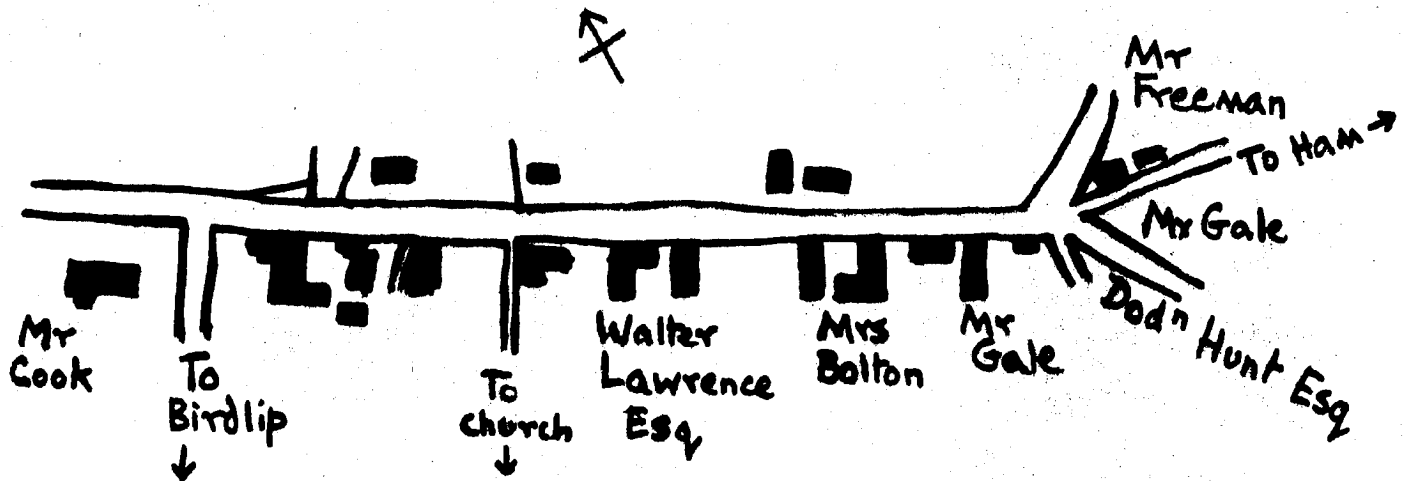 Mr
Freeman
To Ham
Mr Gale
Dodn Hunt Esq
Mr
Cook
To
Birdlip
To
church
Walter
Lawrence
Esq
Mrs
Bolton
Mr
Gale